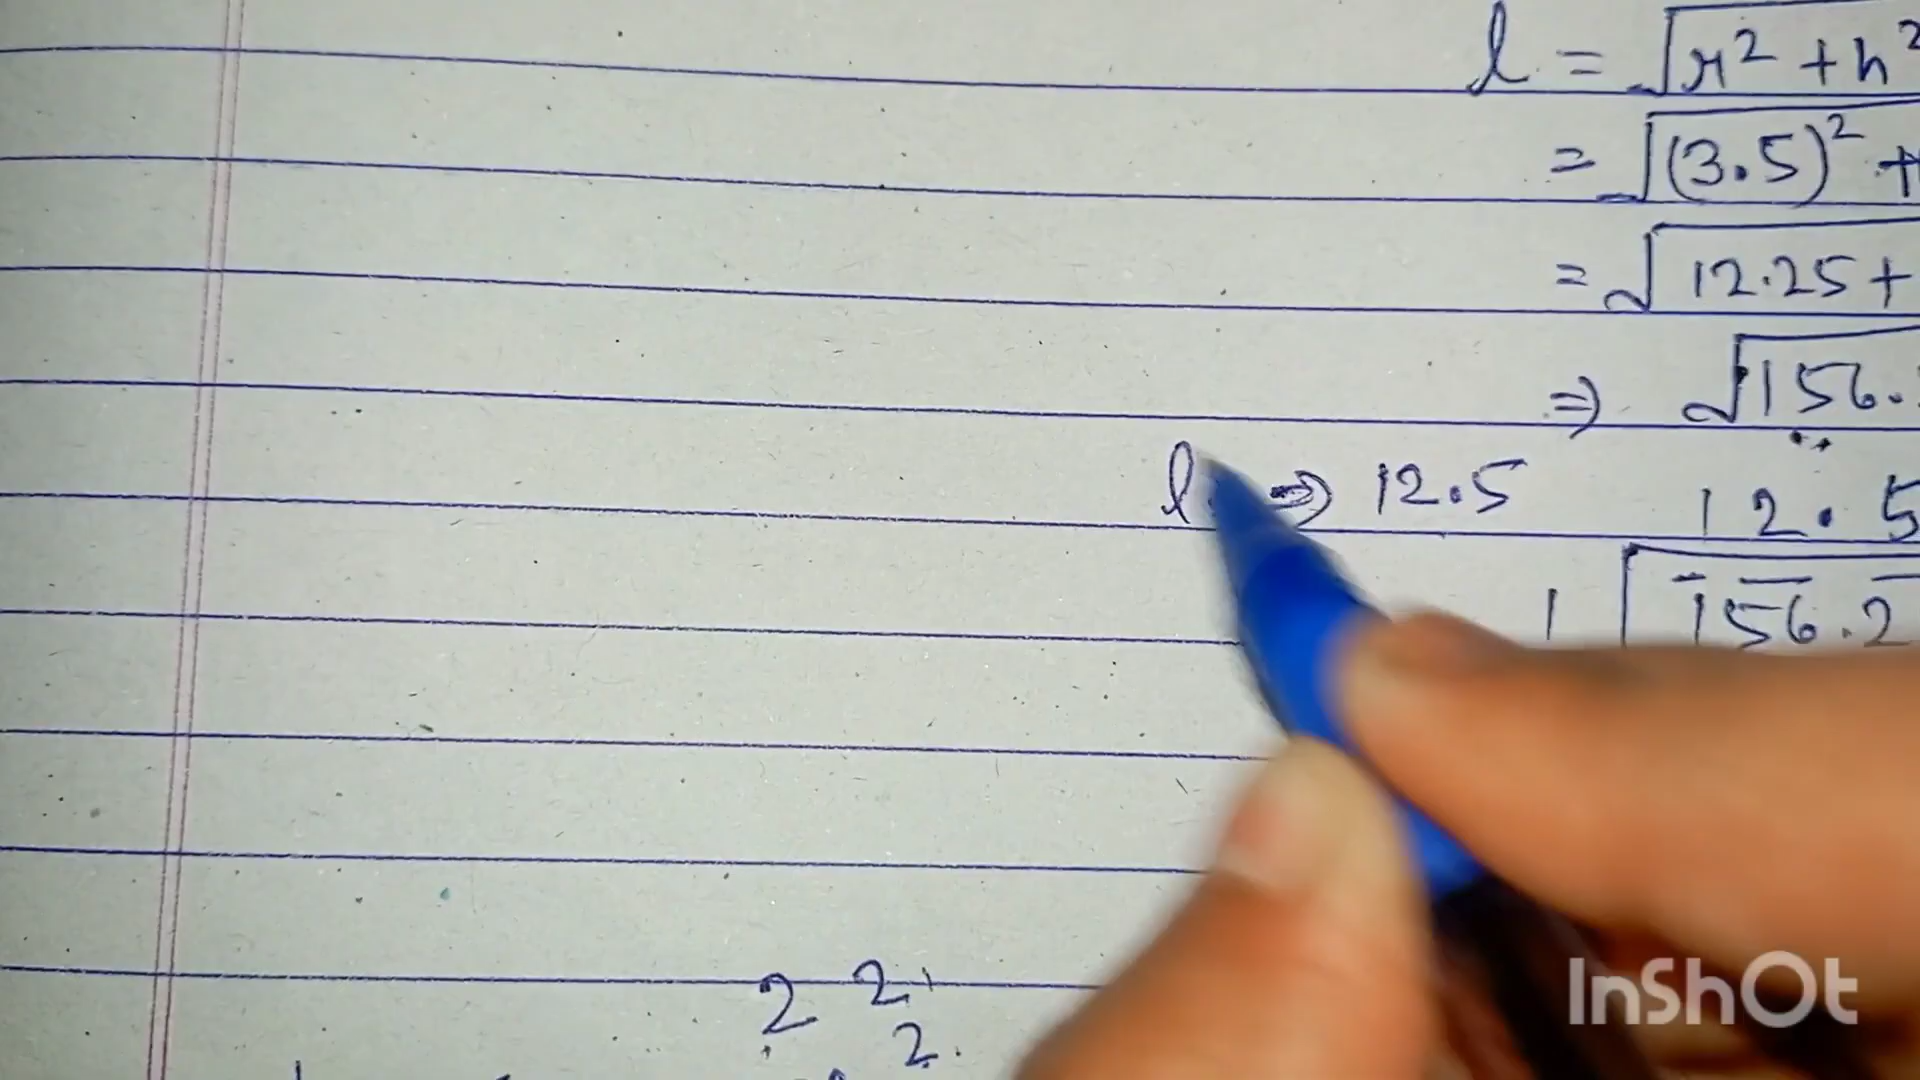 l = √r² + h²
= √(3.5)² +
= √12.25 +
⇒ √156.
l ⇒ 12.5
12.5
1 156.2
2 2
2
InShOt